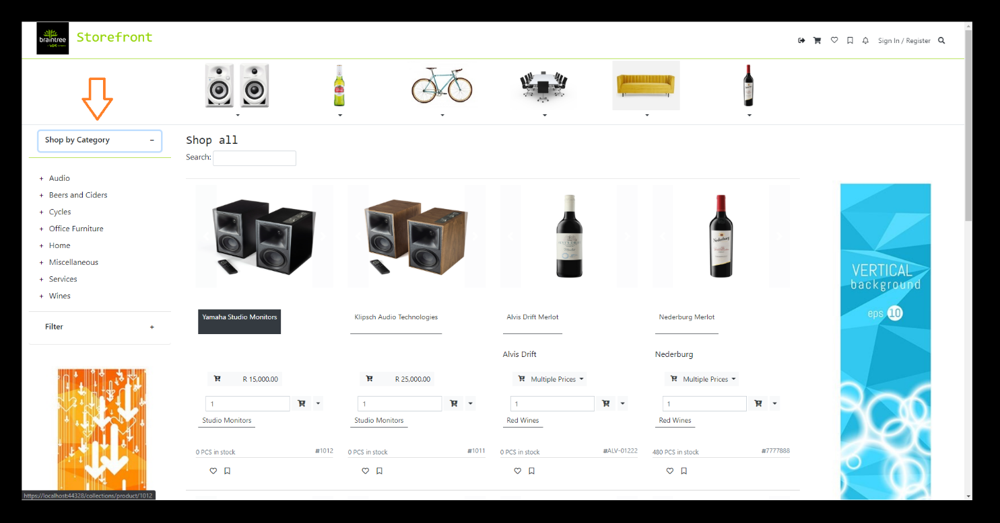 braintree
Storefront
Sign In / Register
Shop by Category
–
Shop all
Search:
+ Audio
+ Beers and Ciders
+ Cycles
+ Office Furniture
+ Home
+ Miscellaneous
+ Services
+ Wines
Filter
+
Yamaha Studio Monitors
Klipsch Audio Technologies
Alvis Drift Merlot
Nederburg Merlot
Alvis Drift
Nederburg
R 15,000.00
R 25,000.00
Multiple Prices
Multiple Prices
1
1
1
1
Studio Monitors
Studio Monitors
Red Wines
Red Wines
0 PCS in stock
#1012
0 PCS in stock
#1011
0 PCS in stock
#ALV-01222
480 PCS in stock
#7777888
Nederburg
VERTICAL
background
eps 10
https://localhost:44328/collections/product/1012